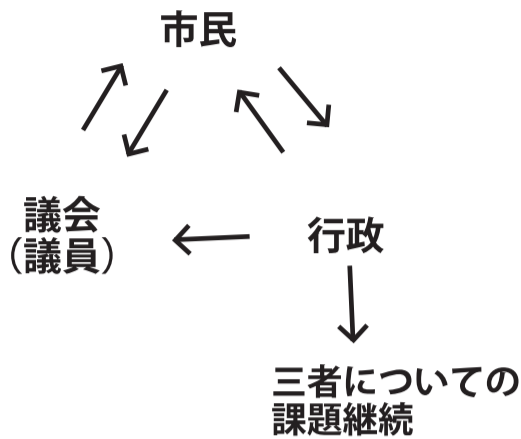 市民
議会
（議員）
行政
三者についての
課題継続